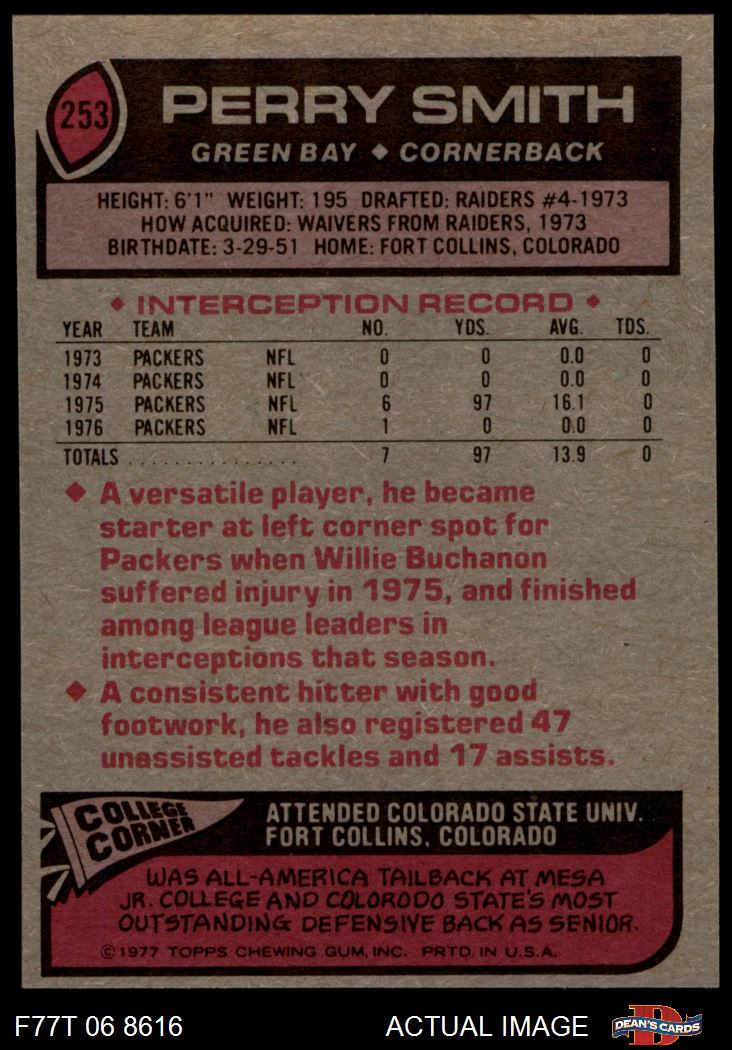 253
PERRY SMITH
GREEN BAY ◆ CORNERBACK
HEIGHT: 6'1" WEIGHT: 195 DRAFTED: RAIDERS #4-1973
HOW ACQUIRED: WAIVERS FROM RAIDERS, 1973
BIRTHDATE: 3-29-51 HOME: FORT COLLINS, COLORADO
◆ INTERCEPTION RECORD ◆
YEAR TEAM NO. YDS. AVG. TDS.
1973 PACKERS NFL 0 0 0.0 0
1974 PACKERS NFL 0 0 0.0 0
1975 PACKERS NFL 6 97 16.1 0
1976 PACKERS NFL 1 0 0.0 0
TOTALS . . . . . . . . . . . . . . . . 7 97 13.9 0
◆ A versatile player, he became
starter at left corner spot for
Packers when Willie Buchanon
suffered injury in 1975, and finished
among league leaders in
interceptions that season.
◆ A consistent hitter with good
footwork, he also registered 47
unassisted tackles and 17 assists.
COLLEGE
CORNER
ATTENDED COLORADO STATE UNIV.
FORT COLLINS, COLORADO
WAS ALL-AMERICA TAILBACK AT MESA
JR. COLLEGE AND COLORODO STATE'S MOST
OUTSTANDING DEFENSIVE BACK AS SENIOR.
©1977 TOPPS CHEWING GUM, INC. PRTD. IN U.S.A.
F77T 06 8616 ACTUAL IMAGE
D
DEAN'S CARDS